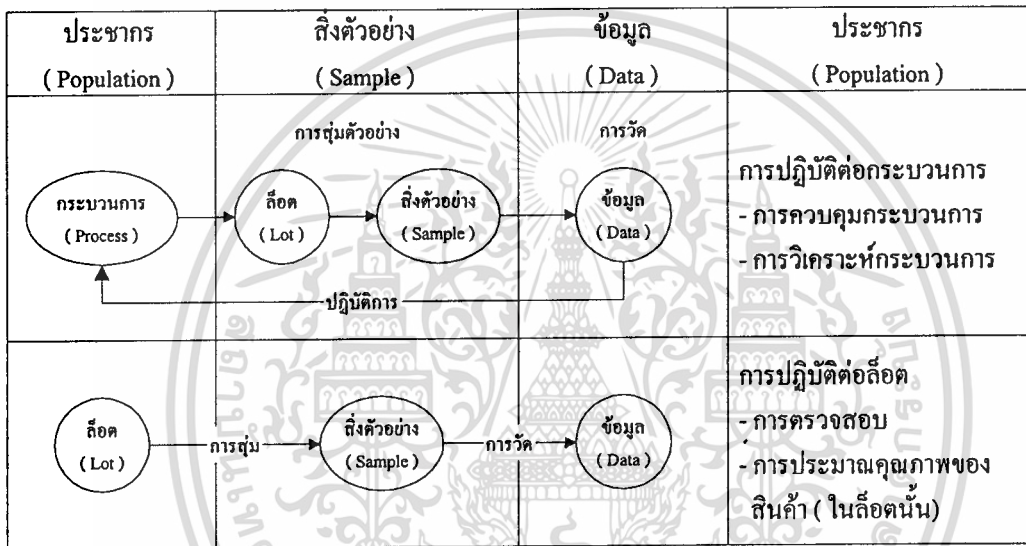 ประชากร
( Population )
สิ่งตัวอย่าง
( Sample )
ข้อมูล
( Data )
ประชากร
( Population )
การสุ่มตัวอย่าง
การวัด
กระบวนการ
( Process )
ล็อต
( Lot )
สิ่งตัวอย่าง
( Sample )
ข้อมูล
( Data )
ปฏิบัติการ
การปฏิบัติต่อกระบวนการ
- การควบคุมกระบวนการ
- การวิเคราะห์กระบวนการ
ล็อต
( Lot )
การสุ่ม
สิ่งตัวอย่าง
( Sample )
การวัด
ข้อมูล
( Data )
การปฏิบัติต่อล็อต
- การตรวจสอบ
- การประมาณคุณภาพของ
สินค้า ( ในล็อตนั้น)